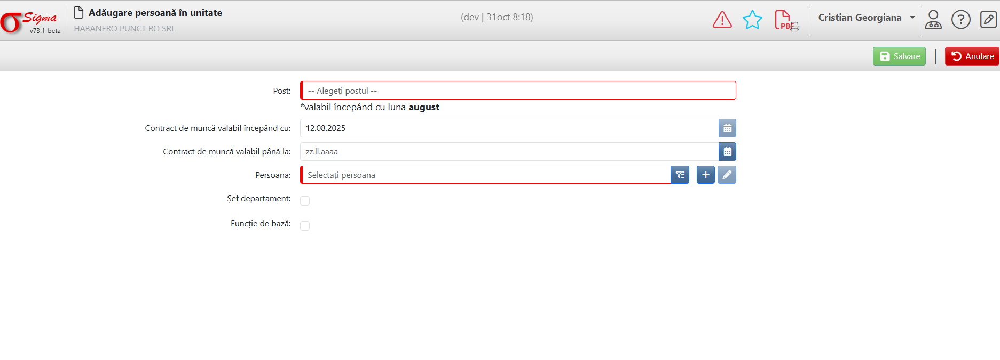 Sigma
v73.1-beta
Adăugare persoană în unitate
HABANERO PUNCT RO SRL
(dev | 31oct 8:18)
PDF
Cristian Georgiana
?
Salvare
Anulare
Post:
-- Alegeți postul --
*valabil începând cu luna august
Contract de muncă valabil începând cu:
12.08.2025
Contract de muncă valabil până la:
zz.ll.aaaa
Persoana:
Selectați persoana
Șef departament:
Funcție de bază: